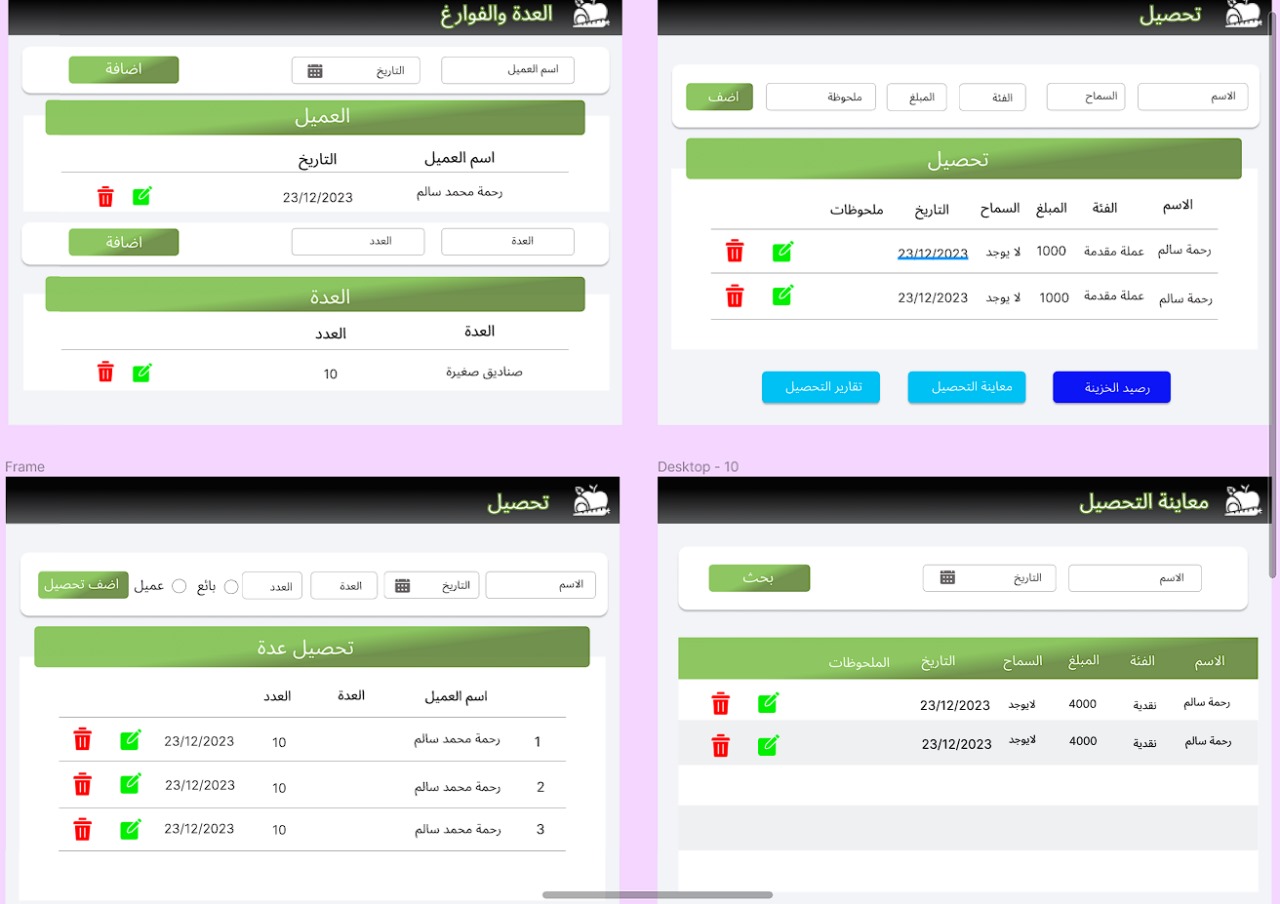 العدة والفوارغ
اسم العميل التاريخ اضافة
العميل
اسم العميل التاريخ
رحمة محمد سالم 23/12/2023
العدة العدد اضافة
العدة
العدة العدد
صناديق صغيرة 10
تحصيل
الاسم السماح الفئة المبلغ ملحوظة اضف
تحصيل
الاسم الفئة المبلغ السماح التاريخ ملحوظات
رحمة سالم عملة مقدمة 1000 لا يوجد 23/12/2023
رحمة سالم عملة مقدمة 1000 لا يوجد 23/12/2023
رصيد الخزينة معاينة التحصيل تقارير التحصيل
Frame
تحصيل
الاسم التاريخ العدة العدد بائع عميل اضف تحصيل
تحصيل عدة
اسم العميل العدة العدد
1 رحمة محمد سالم 10 23/12/2023
2 رحمة محمد سالم 10 23/12/2023
3 رحمة محمد سالم 10 23/12/2023
Desktop - 10
معاينة التحصيل
الاسم التاريخ بحث
الاسم الفئة المبلغ السماح التاريخ الملحوظات
رحمة سالم نقدية 4000 لايوجد 23/12/2023
رحمة سالم نقدية 4000 لايوجد 23/12/2023